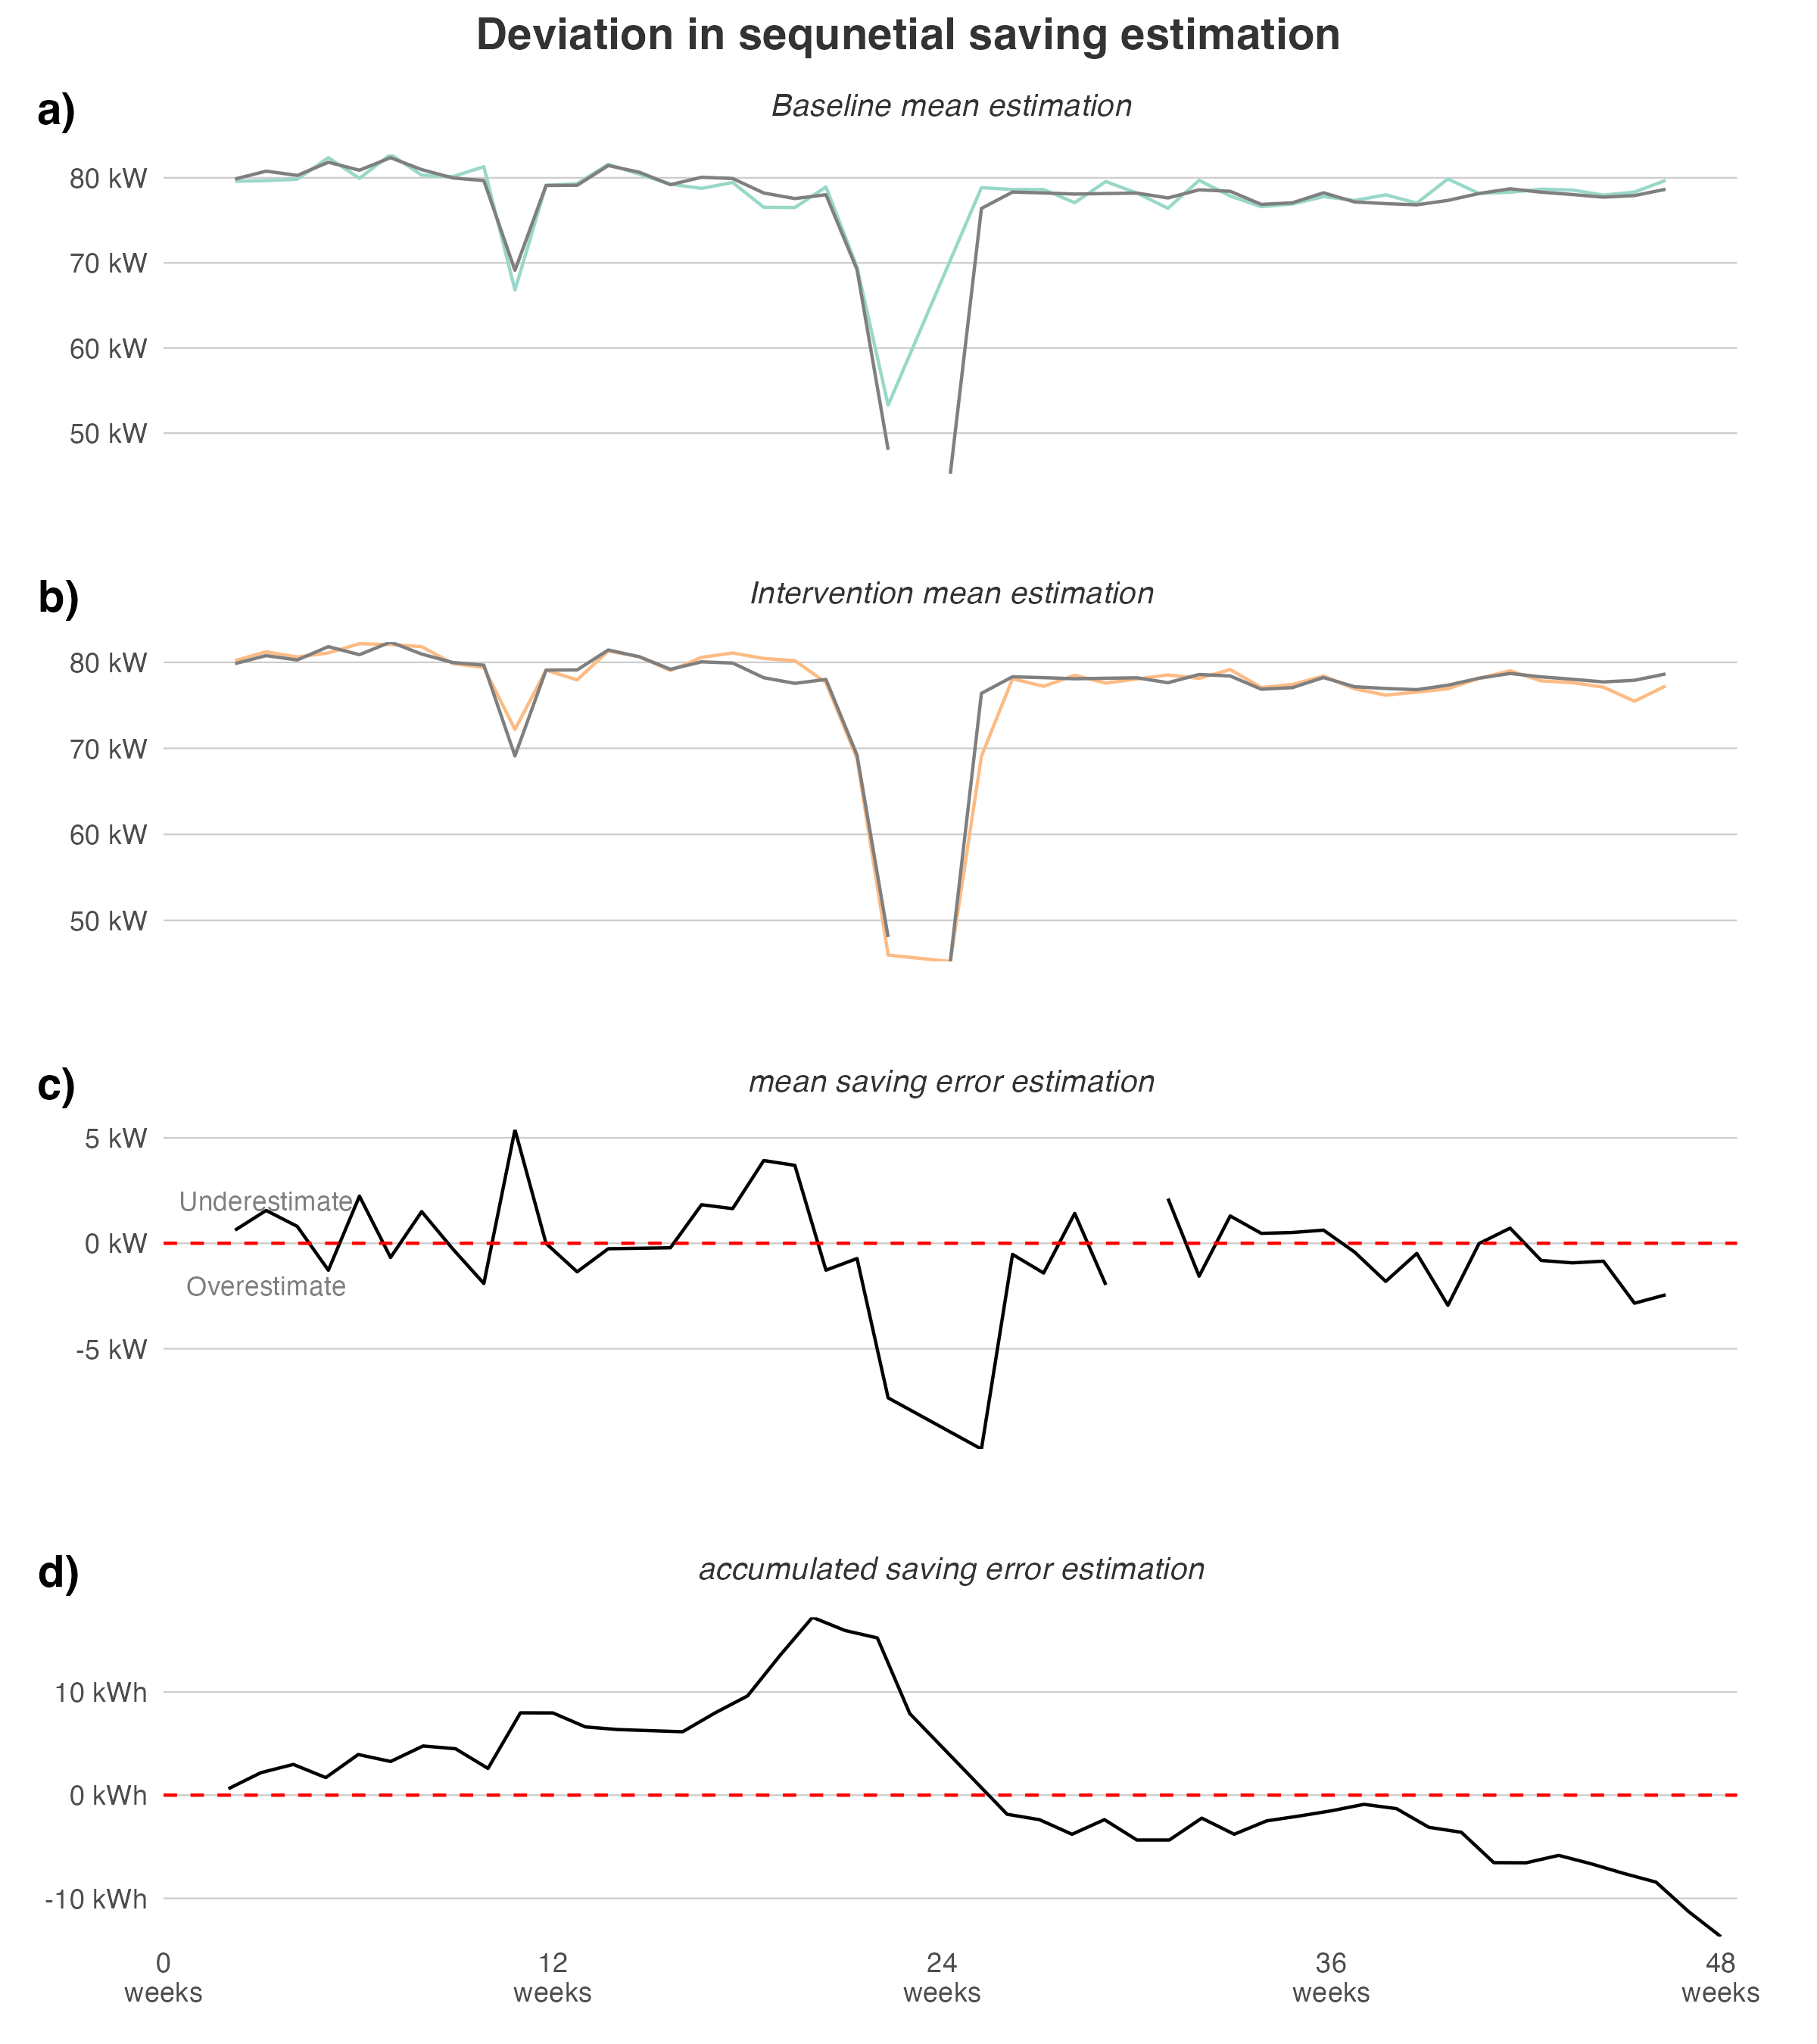 Deviation in sequnetial saving estimation
a)
Baseline mean estimation
80 kW
70 kW
60 kW
50 kW
b)
Intervention mean estimation
80 kW
70 kW
60 kW
50 kW
c)
mean saving error estimation
5 kW
Underestimate
0 kW
Overestimate
-5 kW
d)
accumulated saving error estimation
10 kWh
0 kWh
-10 kWh
0 12 24 36 48
weeks weeks weeks weeks weeks